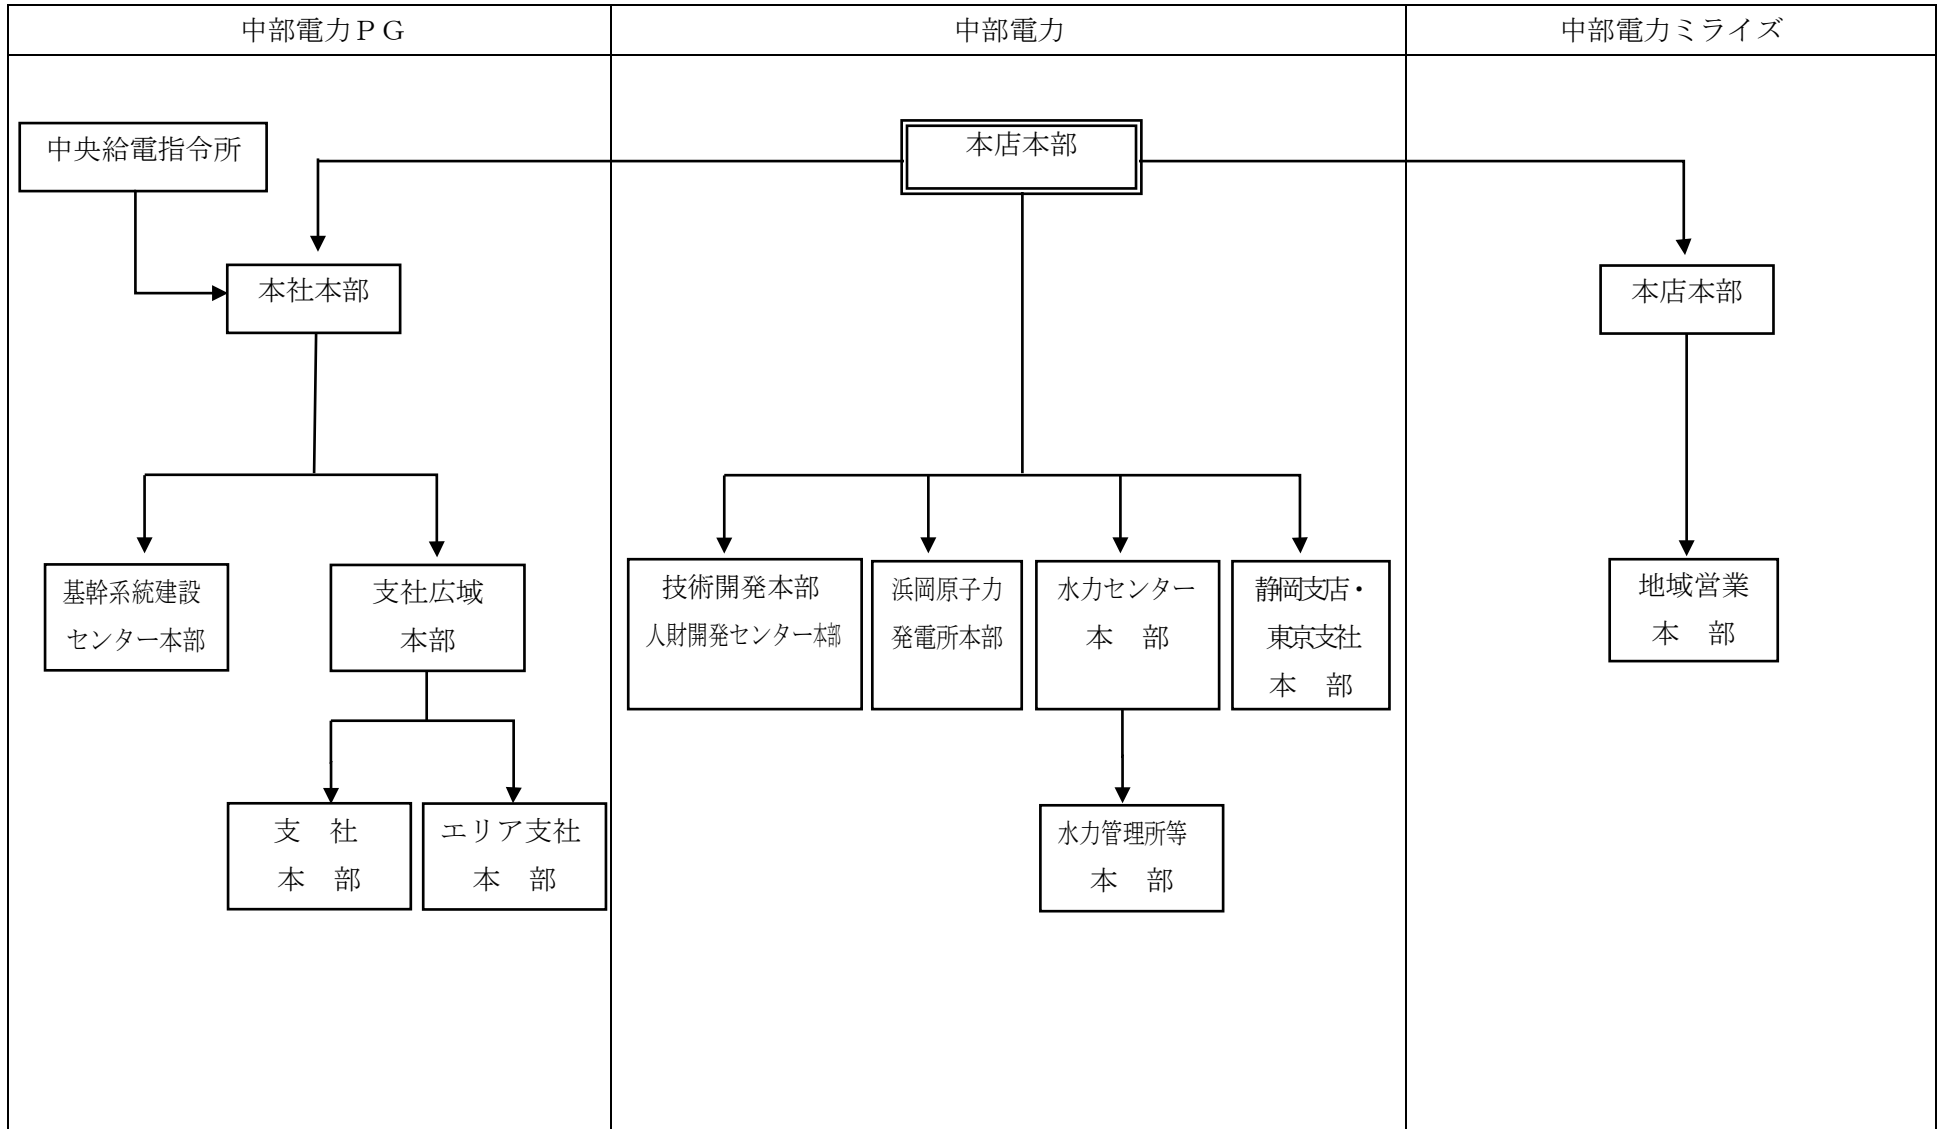 中部電力ＰＧ
中部電力
中部電力ミライズ
中央給電指令所
本店本部
本社本部
本店本部
基幹系統建設
センター本部
支社広域
本部
技術開発本部
人財開発センター本部
浜岡原子力
発電所本部
水力センター
本　部
静岡支店・
東京支社
本　部
地域営業
本　部
支　社
本　部
エリア支社
本　部
水力管理所等
本　部